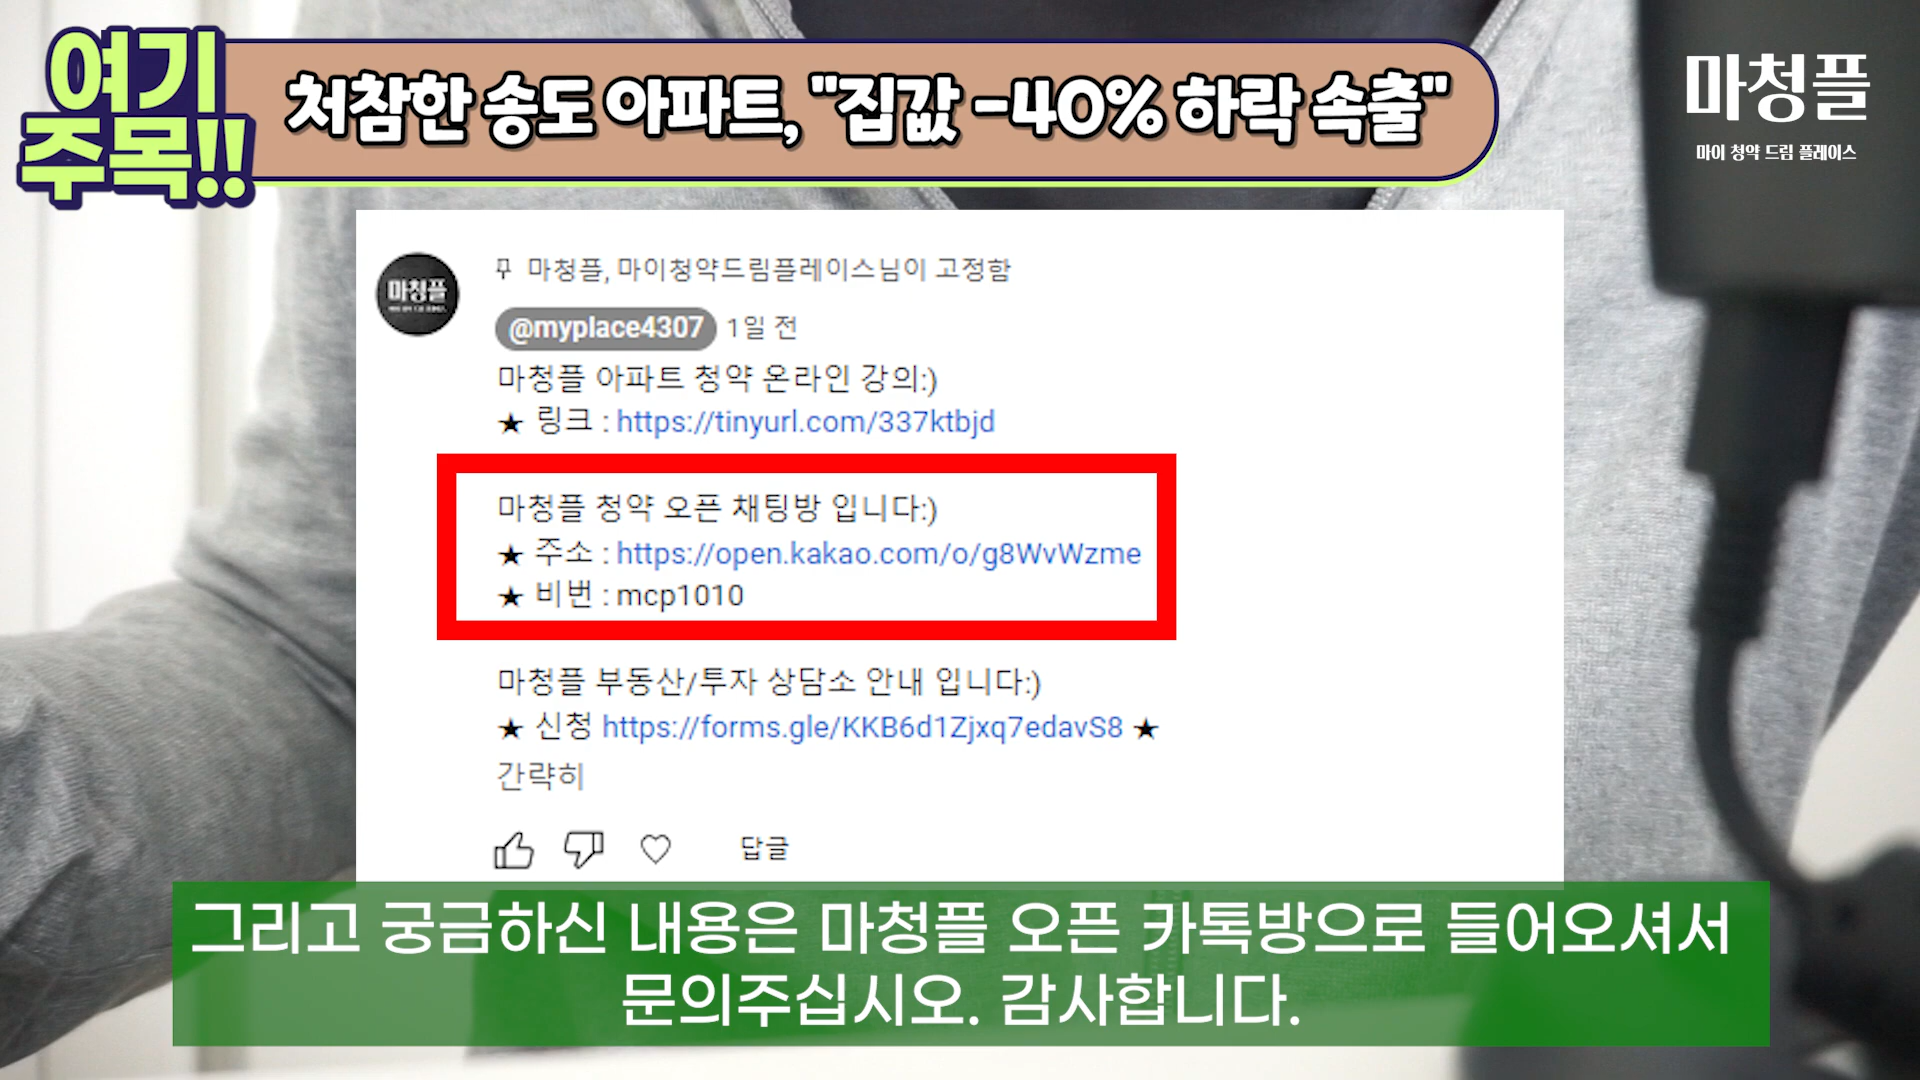 여기
주목!!
처참한 송도 아파트, "집값 -40% 하락 속출"
마청플
마이 청약 드림 플레이스
마청플
마청플, 마이청약드림플레이스님이 고정함
@myplace4307 1일 전
마청플 아파트 청약 온라인 강의:)
★ 링크 : https://tinyurl.com/337ktbjd
마청플 청약 오픈 채팅방 입니다:)
★ 주소 : https://open.kakao.com/o/g8WvWzme
★ 비번 : mcp1010
마청플 부동산/투자 상담소 안내 입니다:)
★ 신청 https://forms.gle/KKB6d1Zjxq7edavS8 ★
간략히
답글
그리고 궁금하신 내용은 마청플 오픈 카톡방으로 들어오셔서
문의주십시오. 감사합니다.